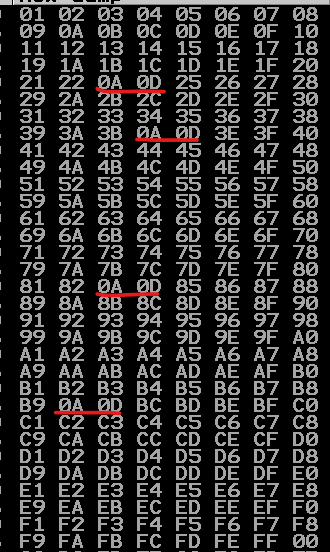 01 02 03 04 05 06 07 08
09 0A 0B 0C 0D 0E 0F 10
11 12 13 14 15 16 17 18
19 1A 1B 1C 1D 1E 1F 20
21 22 0A 0D 25 26 27 28
29 2A 2B 2C 2D 2E 2F 30
31 32 33 34 35 36 37 38
39 3A 3B 0A 0D 3E 3F 40
41 42 43 44 45 46 47 48
49 4A 4B 4C 4D 4E 4F 50
51 52 53 54 55 56 57 58
59 5A 5B 5C 5D 5E 5F 60
61 62 63 64 65 66 67 68
69 6A 6B 6C 6D 6E 6F 70
71 72 73 74 75 76 77 78
79 7A 7B 7C 7D 7E 7F 80
81 82 0A 0D 85 86 87 88
89 8A 8B 8C 8D 8E 8F 90
91 92 93 94 95 96 97 98
99 9A 9B 9C 9D 9E 9F A0
A1 A2 A3 A4 A5 A6 A7 A8
A9 AA AB AC AD AE AF B0
B1 B2 B3 B4 B5 B6 B7 B8
B9 0A 0D BC BD BE BF C0
C1 C2 C3 C4 C5 C6 C7 C8
C9 CA CB CC CD CE CF D0
D1 D2 D3 D4 D5 D6 D7 D8
D9 DA DB DC DD DE DF E0
E1 E2 E3 E4 E5 E6 E7 E8
E9 EA EB EC ED EE EF F0
F1 F2 F3 F4 F5 F6 F7 F8
F9 FA FB FC FD FE FF 00